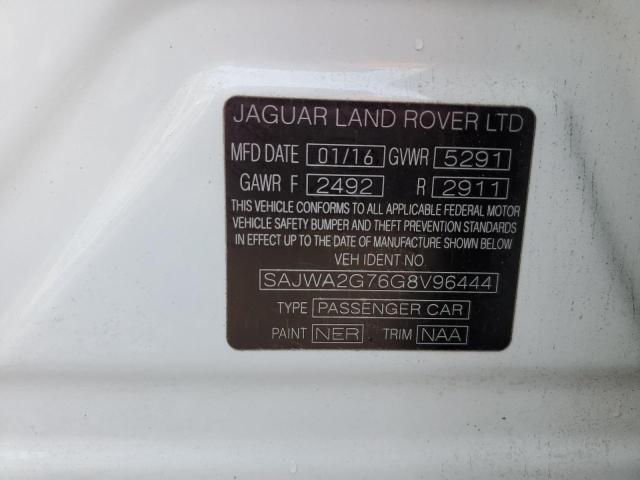 JAGUAR LAND ROVER LTD
MFD DATE 01/16 GVWR 5291
GAWR F 2492 R 2911
THIS VEHICLE CONFORMS TO ALL APPLICABLE FEDERAL MOTOR
VEHICLE SAFETY BUMPER AND THEFT PREVENTION STANDARDS
IN EFFECT UP TO THE DATE OF MANUFACTURE SHOWN BELOW
VEH IDENT NO.
SAJWA2G76G8V96444
TYPE PASSENGER CAR
PAINT NER TRIM NAA